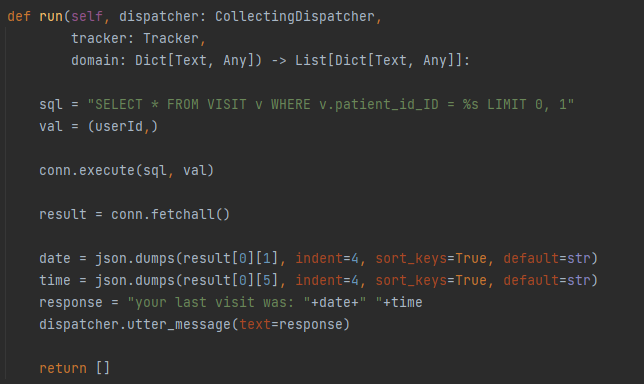 def run(self, dispatcher: CollectingDispatcher,
tracker: Tracker,
domain: Dict[Text, Any]) -> List[Dict[Text, Any]]:
sql = "SELECT * FROM VISIT v WHERE v.patient_id_ID = %s LIMIT 0, 1"
val = (userId,)
conn.execute(sql, val)
result = conn.fetchall()
date = json.dumps(result[0][1], indent=4, sort_keys=True, default=str)
time = json.dumps(result[0][5], indent=4, sort_keys=True, default=str)
response = "your last visit was: "+date+" "+time
dispatcher.utter_message(text=response)
return []